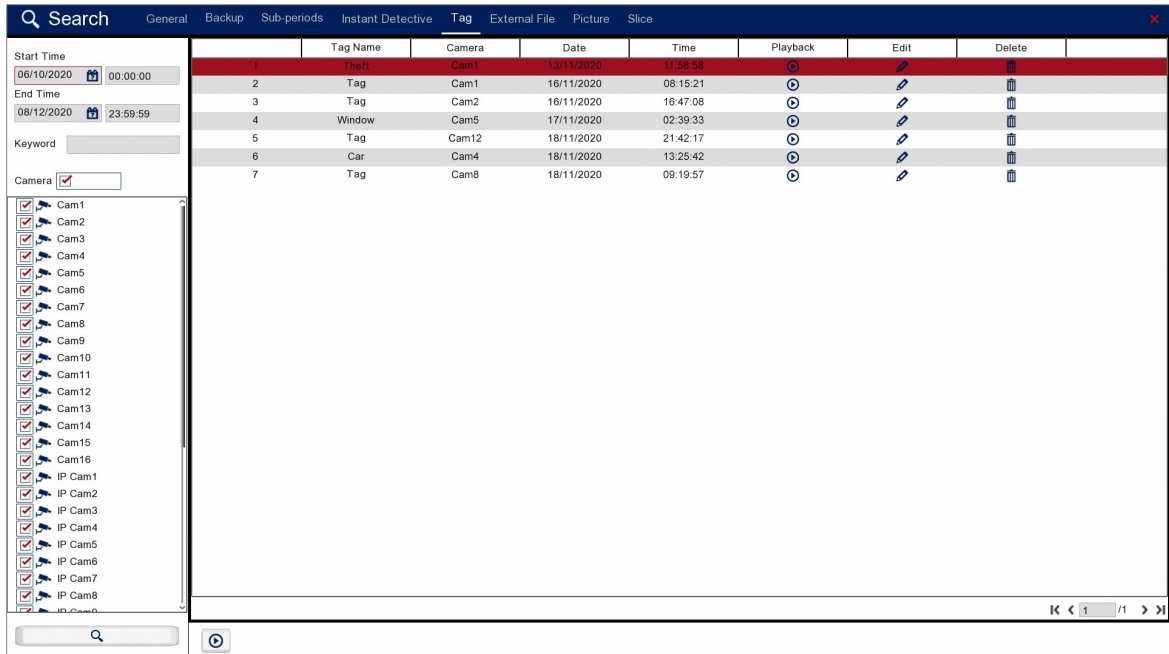 Search General Backup Sub-periods Instant Detective Tag External File Picture Slice
Start Time
06/10/2020 00:00:00
End Time
08/12/2020 23:59:59
Keyword
Camera
Cam1
Cam2
Cam3
Cam4
Cam5
Cam6
Cam7
Cam8
Cam9
Cam10
Cam11
Cam12
Cam13
Cam14
Cam15
Cam16
IP Cam1
IP Cam2
IP Cam3
IP Cam4
IP Cam5
IP Cam6
IP Cam7
IP Cam8
Tag Name Camera Date Time Playback Edit Delete
1 Theft Cam1 13/11/2020 11:58:58
2 Tag Cam1 16/11/2020 08:15:21
3 Tag Cam2 16/11/2020 16:47:08
4 Window Cam5 17/11/2020 02:39:33
5 Tag Cam12 18/11/2020 21:42:17
6 Car Cam4 18/11/2020 13:25:42
7 Tag Cam8 18/11/2020 09:19:57
1 /1